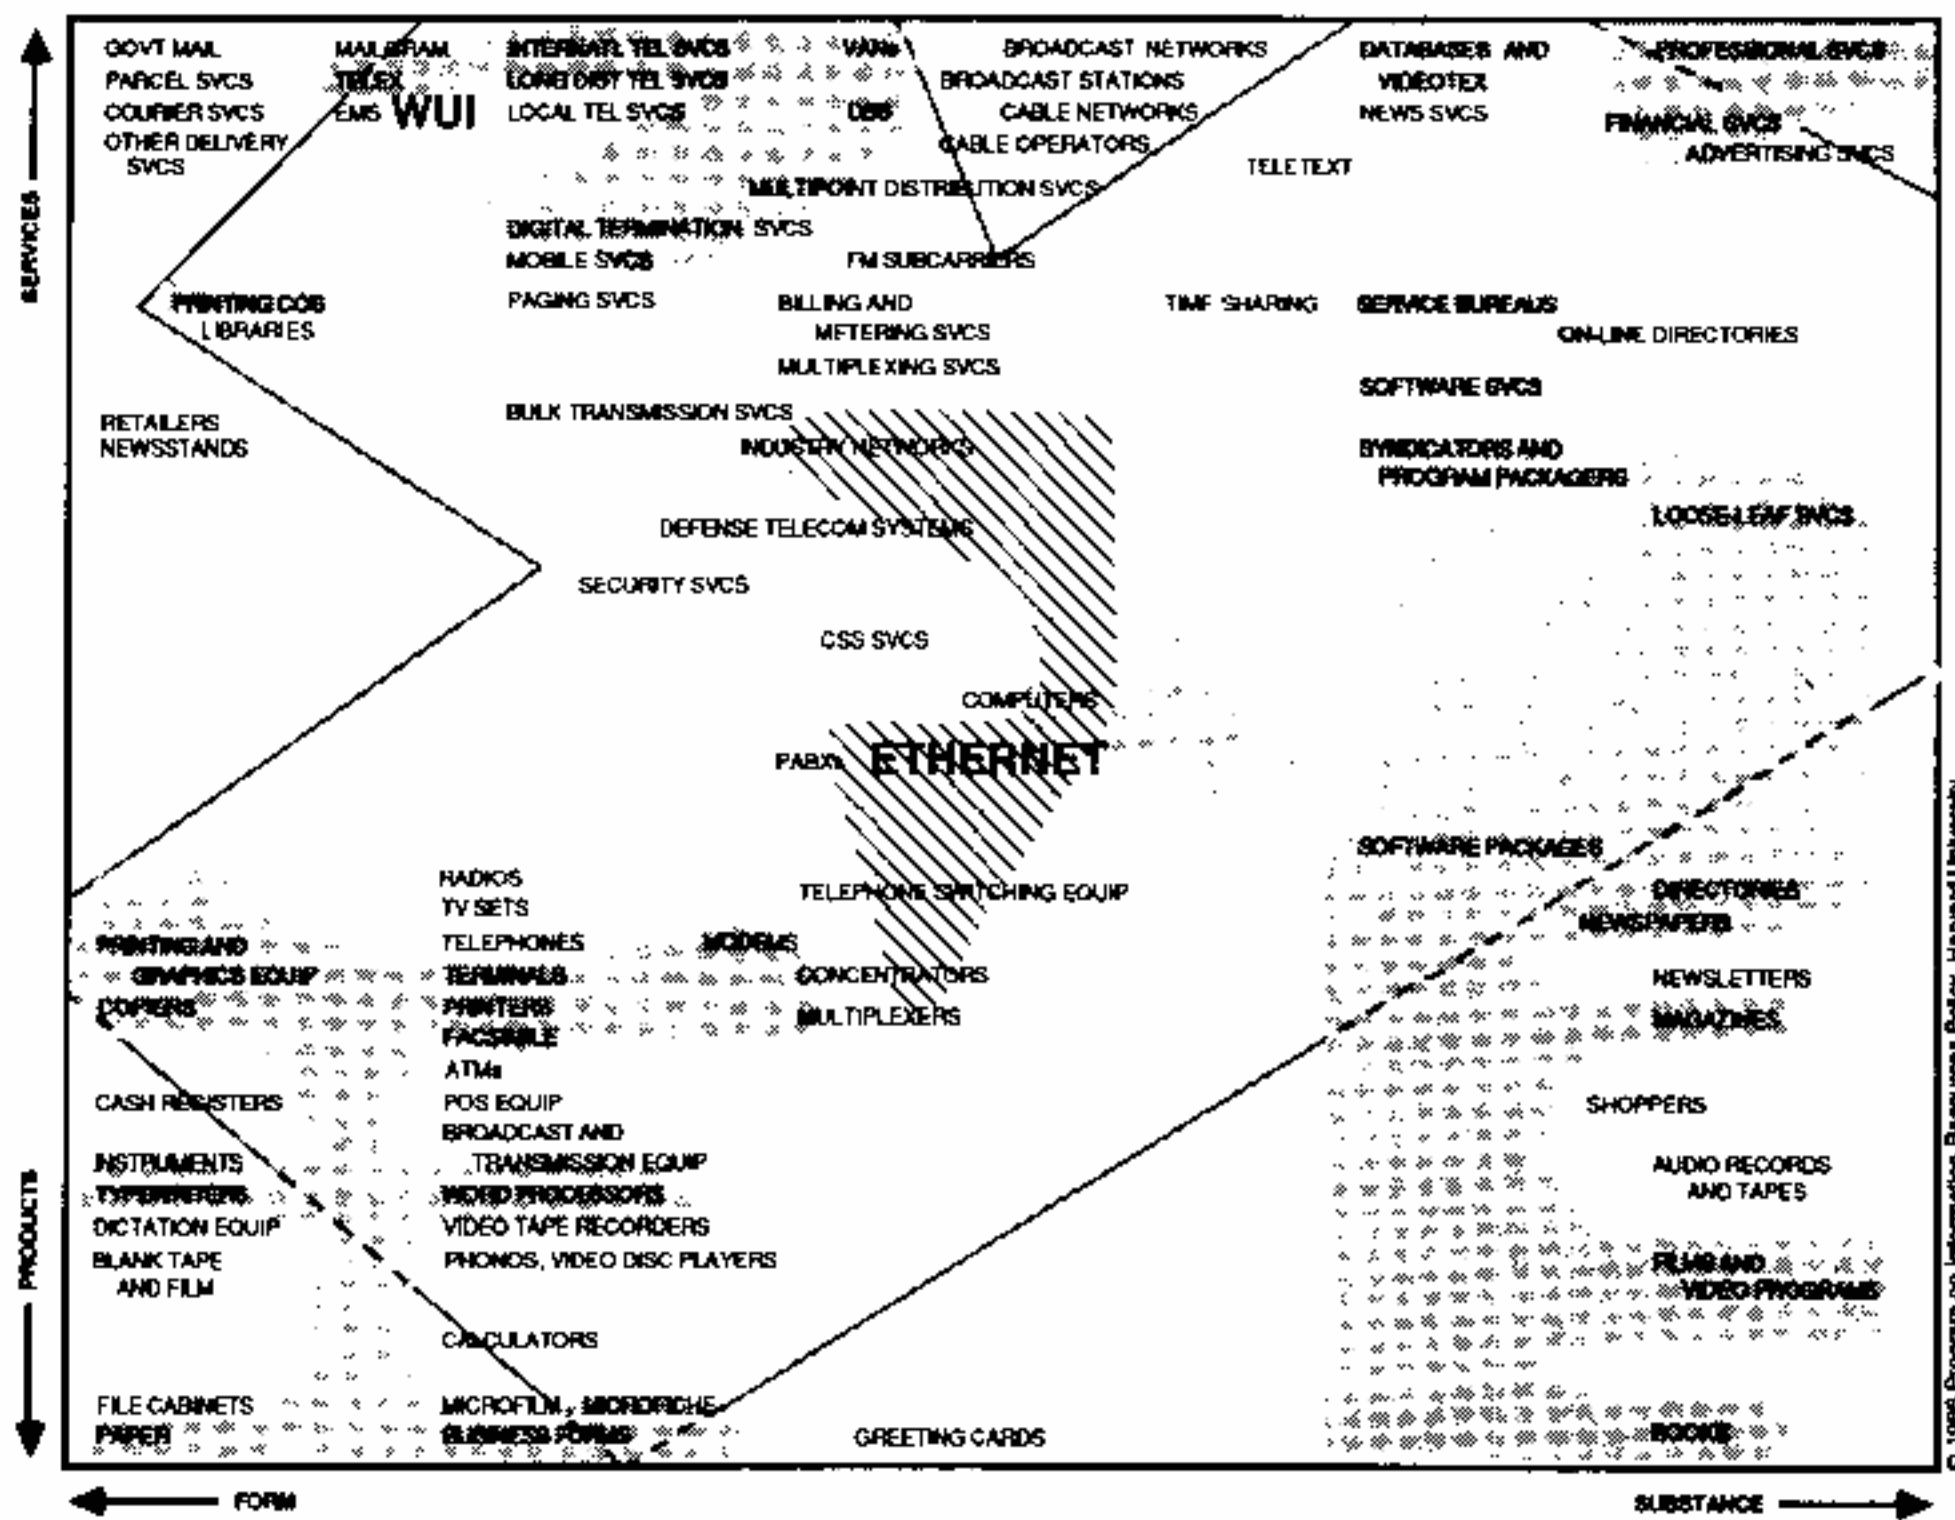 GOVT MAIL
PARCEL SVCS
COURIER SVCS
OTHER DELIVERY
SVCS
MAILGRAM
TELEX
EMS WUI
INTERNATL TEL SVCS
LONG DIST TEL SVCS
LOCAL TEL SVCS
VANs
DBS
BROADCAST NETWORKS
BROADCAST STATIONS
CABLE NETWORKS
CABLE OPERATORS
DATABASES AND
VIDEOTEX
NEWS SVCS
PROFESSIONAL SVCS
FINANCIAL SVCS
ADVERTISING SVCS
TELETEXT
MULTIPOINT DISTRIBUTION SVCS
DIGITAL TERMINATION SVCS
MOBILE SVCS
FM SUBCARRIERS
PRINTING COS
LIBRARIES
PAGING SVCS
BILLING AND
METERING SVCS
MULTIPLEXING SVCS
TIME SHARING
SERVICE BUREAUS
ON-LINE DIRECTORIES
SOFTWARE SVCS
RETAILERS
NEWSSTANDS
BULK TRANSMISSION SVCS
INDUSTRY NETWORKS
SYNDICATORS AND
PROGRAM PACKAGERS
LOOSE-LEAF SVCS
DEFENSE TELECOM SYSTEMS
SECURITY SVCS
CSS SVCS
COMPUTERS
PABXs
ETHERNET
SOFTWARE PACKAGES
RADIOS
TV SETS
TELEPHONES
TERMINALS
PRINTERS
FACSIMILE
ATMs
POS EQUIP
BROADCAST AND
TRANSMISSION EQUIP
WORD PROCESSORS
VIDEO TAPE RECORDERS
PHONOS, VIDEO DISC PLAYERS
CALCULATORS
MICROFILM, MICROFICHE
BUSINESS FORMS
TELEPHONE SWITCHING EQUIP
MODEMS
CONCENTRATORS
MULTIPLEXERS
DIRECTORIES
NEWSPAPERS
NEWSLETTERS
MAGAZINES
SHOPPERS
AUDIO RECORDS
AND TAPES
FILMS AND
VIDEO PROGRAMS
BOOKS
PRINTING AND
GRAPHICS EQUIP
COPIERS
CASH REGISTERS
INSTRUMENTS
TYPEWRITERS
DICTATION EQUIP
BLANK TAPE
AND FILM
FILE CABINETS
PAPER
GREETING CARDS
SERVICES
PRODUCTS
FORM
SUBSTANCE